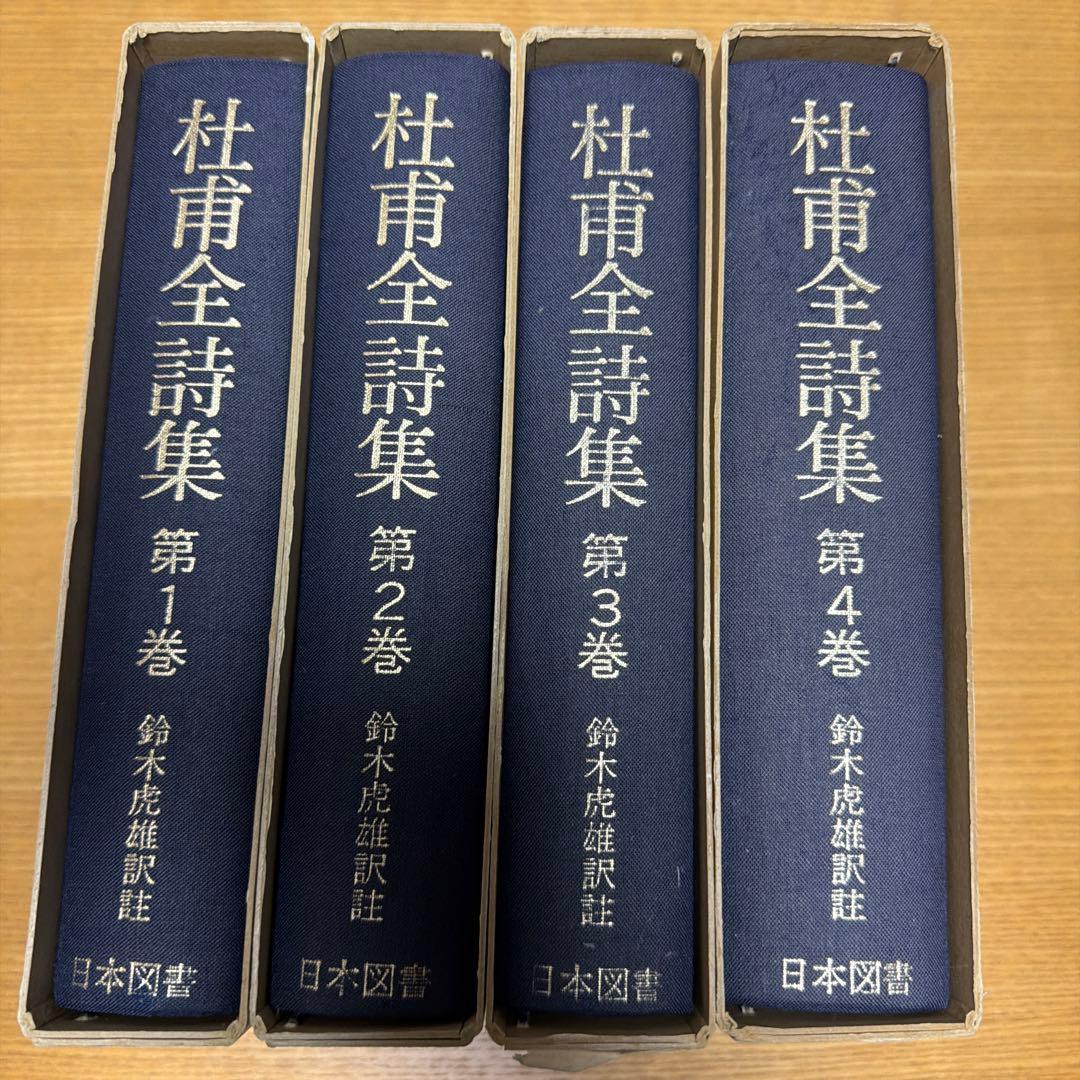 杜甫全詩集 第1巻 鈴木虎雄訳註 日本図書
杜甫全詩集 第2巻 鈴木虎雄訳註 日本図書
杜甫全詩集 第3巻 鈴木虎雄訳註 日本図書
杜甫全詩集 第4巻 鈴木虎雄訳註 日本図書